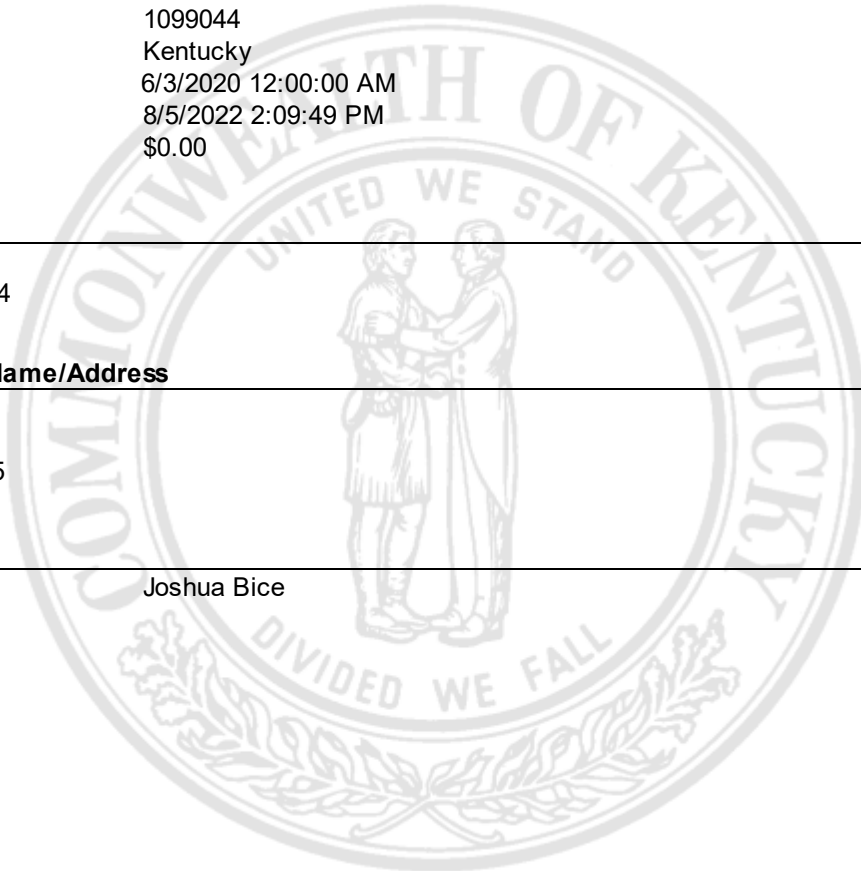 1099044
Kentucky
6/3/2020 12:00:00 AM
8/5/2022 2:09:49 PM
$0.00
COMMONWEALTH OF KENTUCKY
UNITED WE STAND
4
Name/Address
5
Joshua Bice
DIVIDED WE FALL